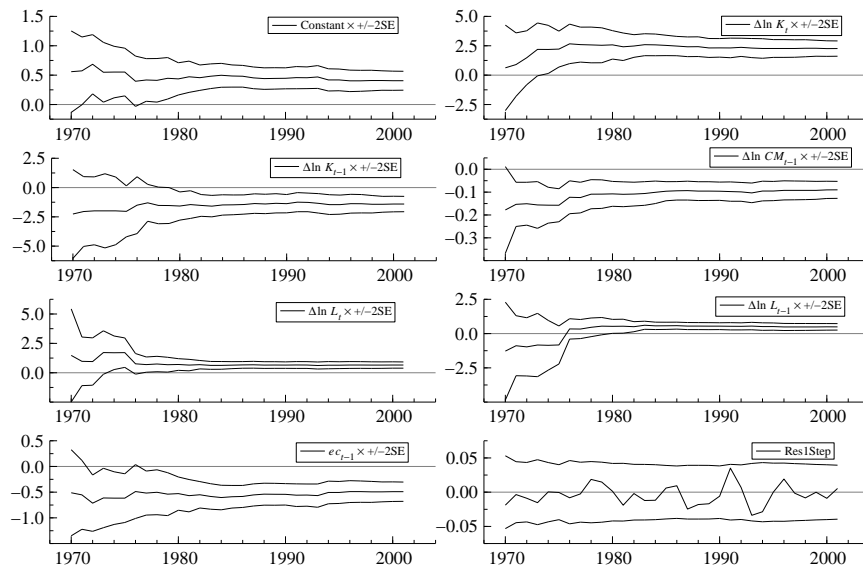 Constant × +/−2SE
1.5
1.0
0.5
0.0
1970 1980 1990 2000
Δln K_t × +/−2SE
5.0
2.5
0.0
−2.5
1970 1980 1990 2000
Δln K_{t−1} × +/−2SE
2.5
0.0
−2.5
−5.0
1970 1980 1990 2000
Δln CM_{t−1} × +/−2SE
0.0
−0.1
−0.2
−0.3
1970 1980 1990 2000
Δln L_t × +/−2SE
5.0
2.5
0.0
1970 1980 1990 2000
Δln L_{t−1} × +/−2SE
2.5
0.0
−2.5
1970 1980 1990 2000
ec_{t−1} × +/−2SE
0.5
0.0
−0.5
−1.0
1970 1980 1990 2000
Res1Step
0.05
0.00
−0.05
1970 1980 1990 2000